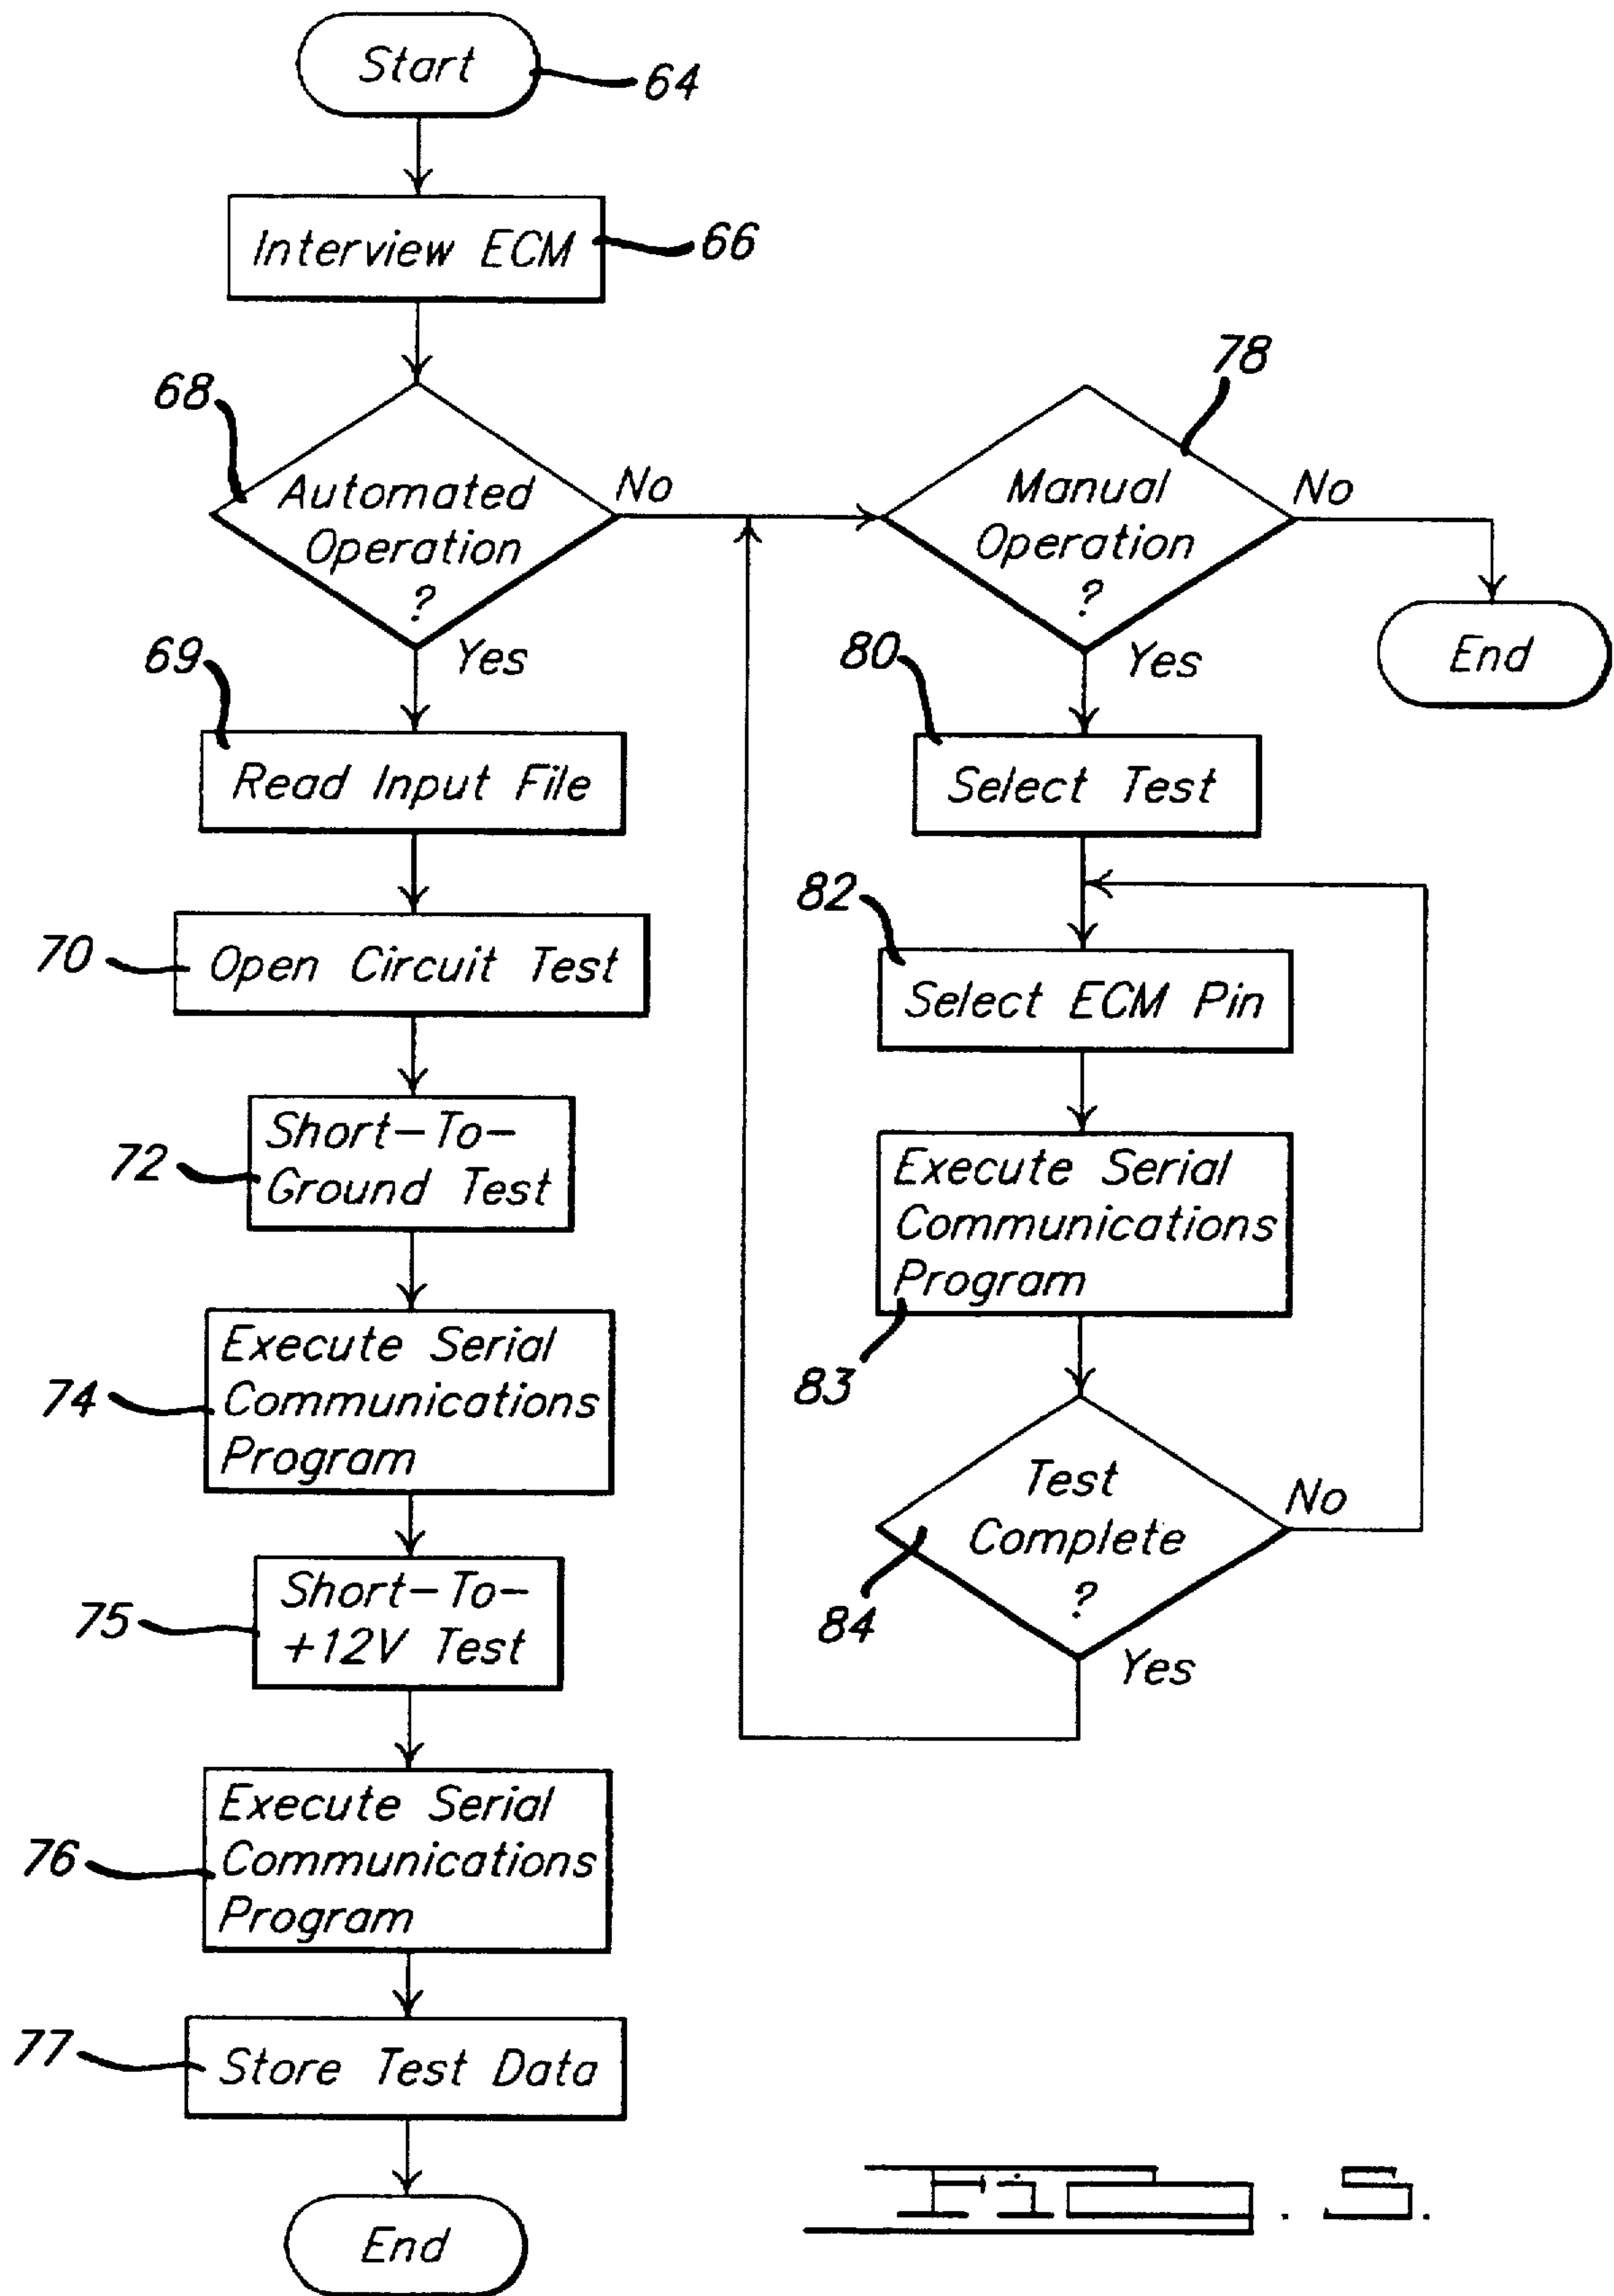 Start
64
Interview ECM
66
68
Automated
Operation
?
No
Yes
78
Manual
Operation
?
No
Yes
End
69
Read Input File
70
Open Circuit Test
72
Short-To-
Ground Test
74
Execute Serial
Communications
Program
75
Short-To-
+12V Test
76
Execute Serial
Communications
Program
77
Store Test Data
End
80
Select Test
82
Select ECM Pin
Execute Serial
Communications
Program
83
Test
Complete
?
84
No
Yes